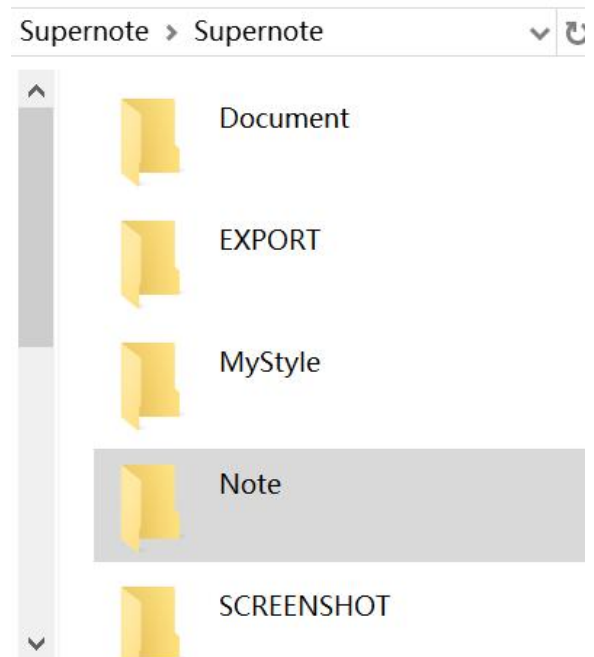 Supernote > Supernote
Document
EXPORT
MyStyle
Note
SCREENSHOT